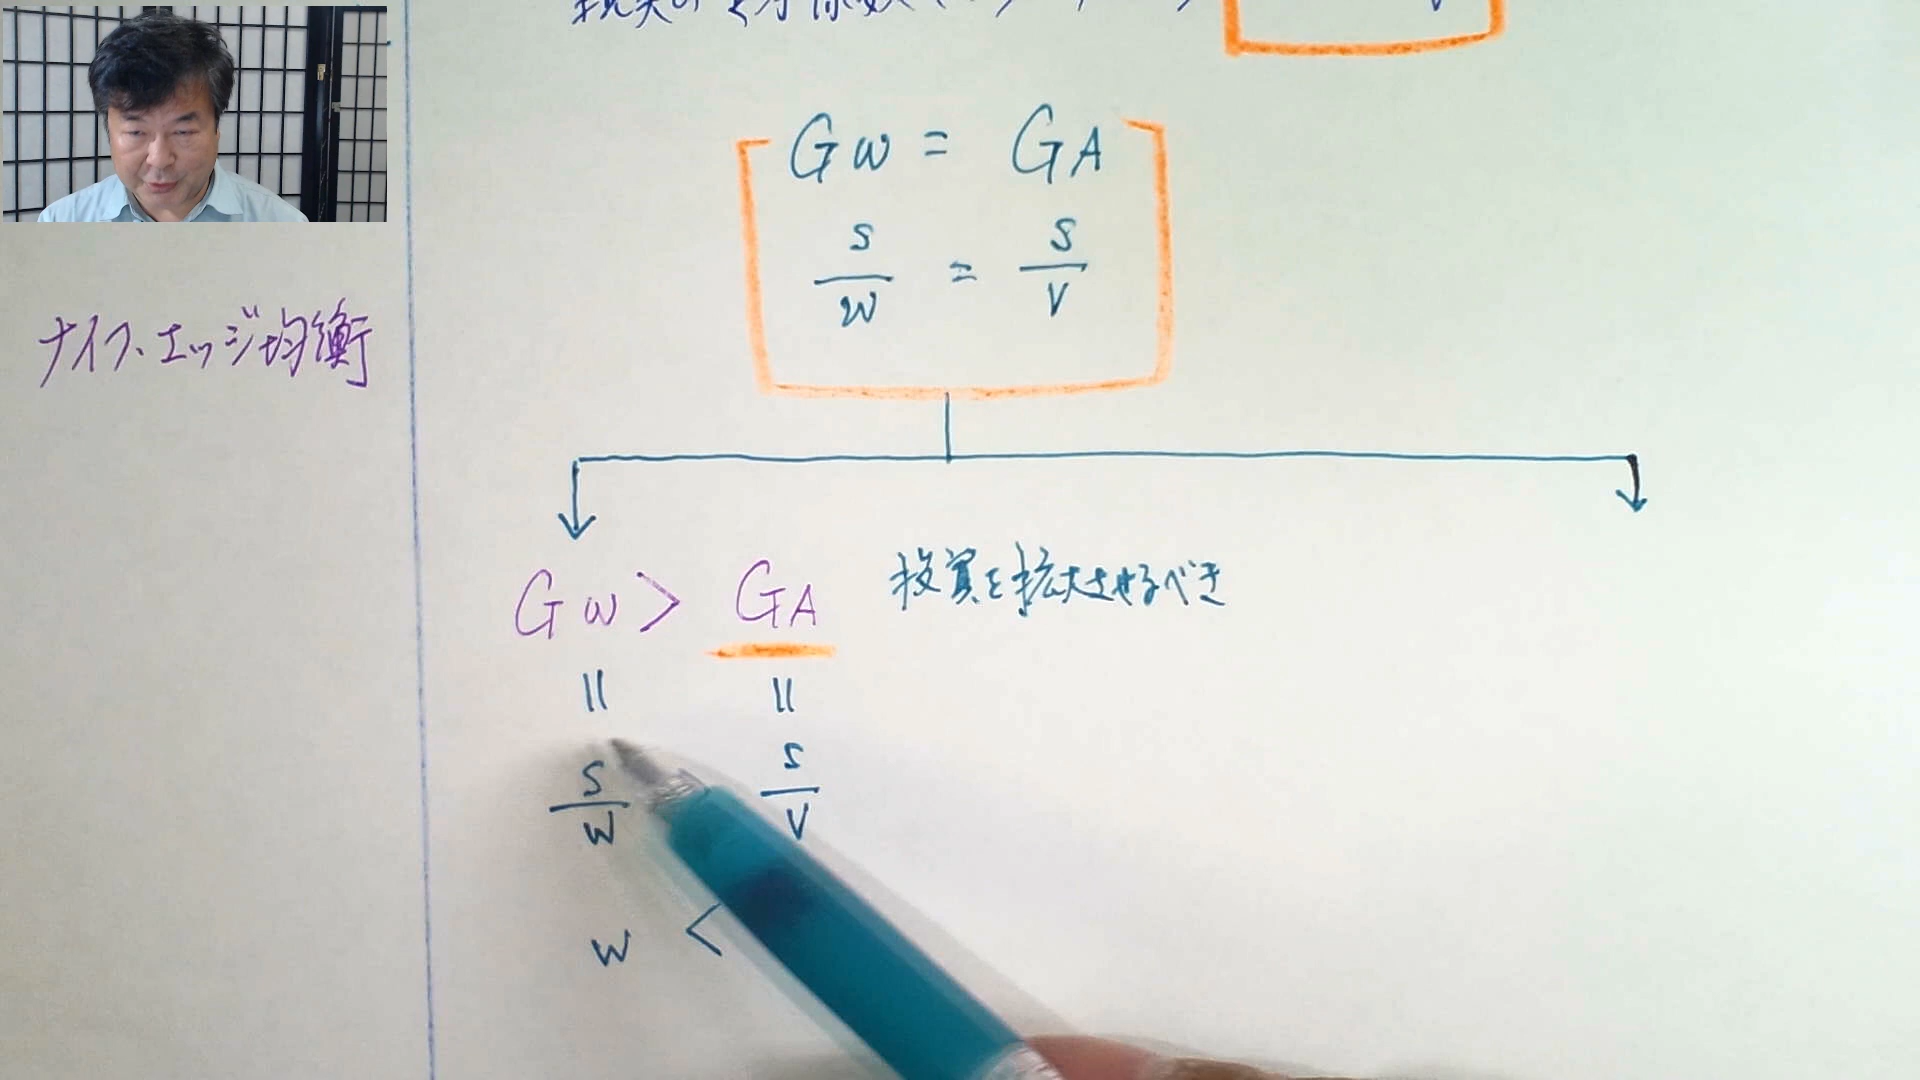 Gw = GA
s/w = s/v
ナイフ・エッジ均衡
Gw > GA 投資を拡大させるべき
= =
s/w s/v
w <